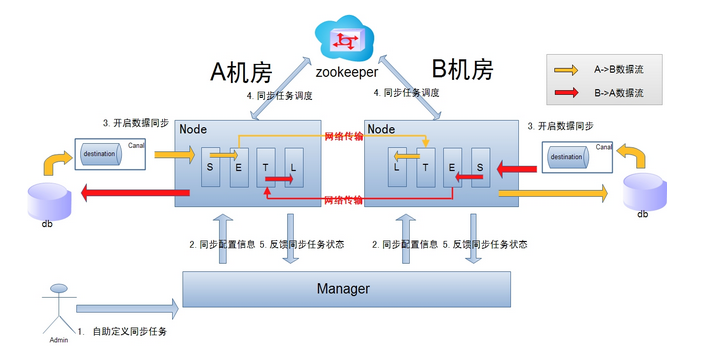 A机房
zookeeper
B机房
A->B数据流
B->A数据流
4. 同步任务调度
4. 同步任务调度
3. 开启数据同步
3. 开启数据同步
Canal
destination
Node
网络传输
Node
Canal
destination
S
E
T
L
L
T
E
S
网络传输
db
db
2. 同步配置信息
5. 反馈同步任务状态
2. 同步配置信息
5. 反馈同步任务状态
Manager
1. 自助定义同步任务
Admin